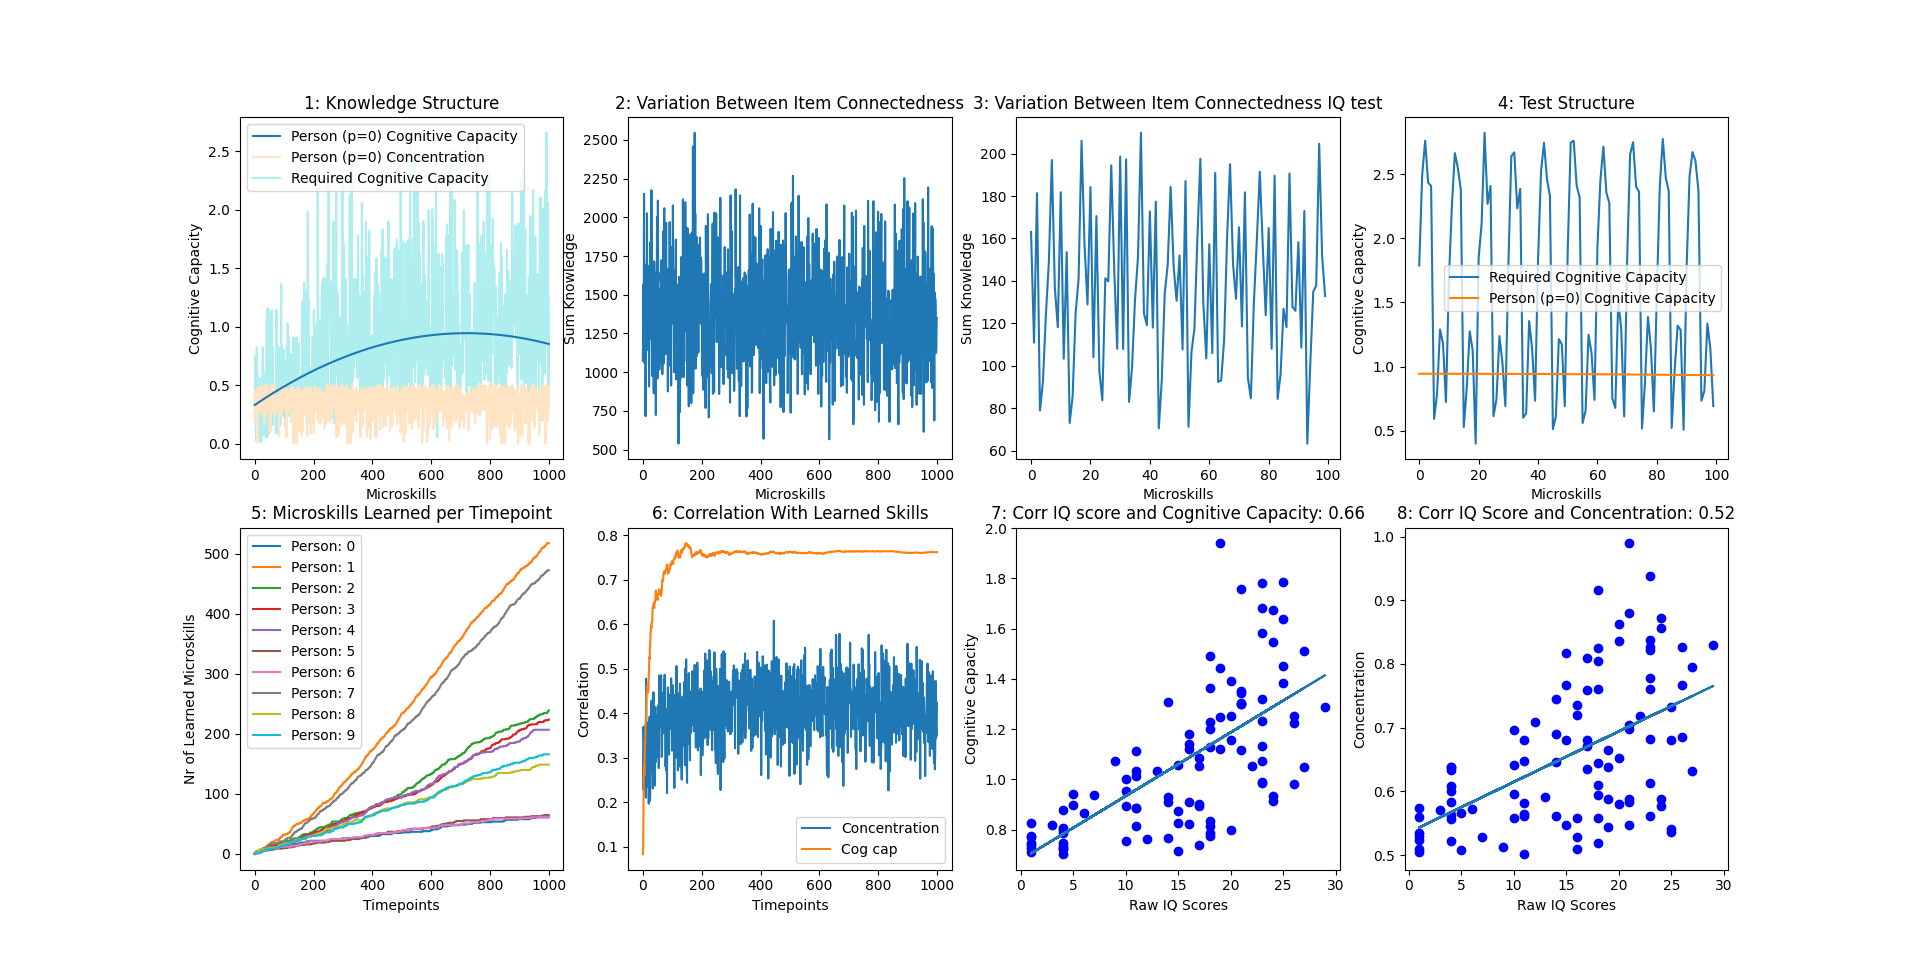 1: Knowledge Structure
Person (p=0) Cognitive Capacity
Person (p=0) Concentration
Required Cognitive Capacity
Cognitive Capacity
2.5
2.0
1.5
1.0
0.5
0.0
0 200 400 600 800 1000
Microskills
2: Variation Between Item Connectedness
Sum Knowledge
2500
2250
2000
1750
1500
1250
1000
750
500
0 200 400 600 800 1000
Microskills
3: Variation Between Item Connectedness IQ test
Sum Knowledge
200
180
160
140
120
100
80
60
0 20 40 60 80 100
Microskills
4: Test Structure
Required Cognitive Capacity
Person (p=0) Cognitive Capacity
Cognitive Capacity
2.5
2.0
1.5
1.0
0.5
0 20 40 60 80 100
Microskills
5: Microskills Learned per Timepoint
Person: 0
Person: 1
Person: 2
Person: 3
Person: 4
Person: 5
Person: 6
Person: 7
Person: 8
Person: 9
Nr of Learned Microskills
500
400
300
200
100
0
0 200 400 600 800 1000
Timepoints
6: Correlation With Learned Skills
Correlation
0.8
0.7
0.6
0.5
0.4
0.3
0.2
0.1
Concentration
Cog cap
0 200 400 600 800 1000
Timepoints
7: Corr IQ score and Cognitive Capacity: 0.66
Cognitive Capacity
2.0
1.8
1.6
1.4
1.2
1.0
0.8
0 5 10 15 20 25 30
Raw IQ Scores
8: Corr IQ Score and Concentration: 0.52
Concentration
1.0
0.9
0.8
0.7
0.6
0.5
0 5 10 15 20 25 30
Raw IQ Scores